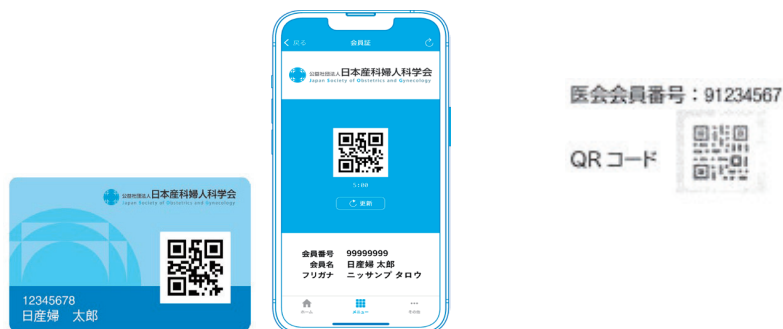 公益社団法人日本産科婦人科学会
Japan Society of Obstetrics and Gynecology
12345678
日産婦 太郎
戻る 会員証
公益社団法人日本産科婦人科学会
Japan Society of Obstetrics and Gynecology
5:00
更新
会員番号 99999999
会員名 日産婦 太郎
フリガナ ニッサンプ タロウ
ホーム メニュー その他
医会会員番号：91234567
QRコード